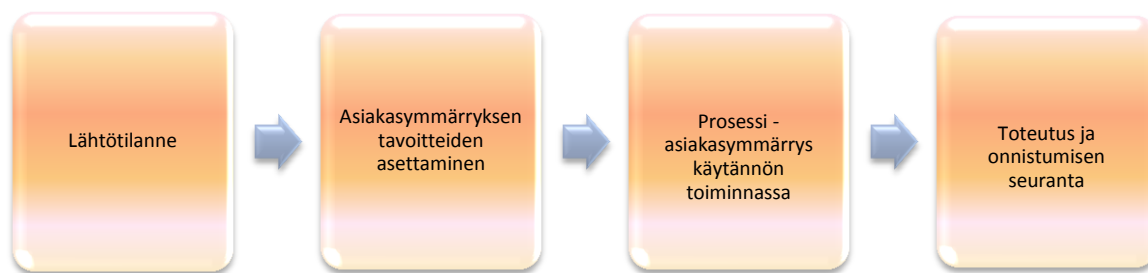 Lähtötilanne
Asiakasymmärryksen
tavoitteiden
asettaminen
Prosessi -
asiakasymmärrys
käytännön
toiminnassa
Toteutus ja
onnistumisen
seuranta